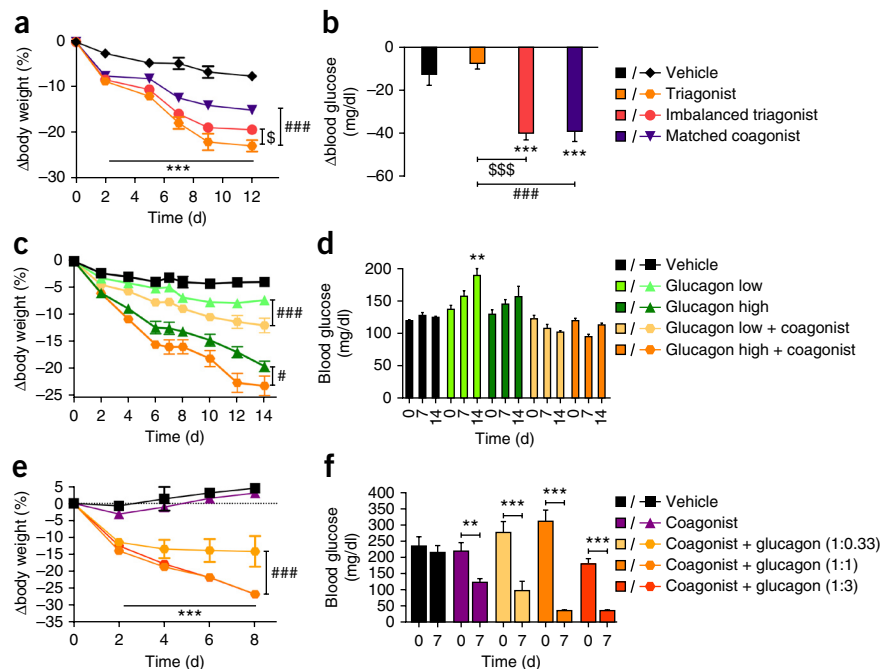 a
Δbody weight (%)
0
−10
−20
−30
0 2 4 6 8 10 12
Time (d)
***
$
###
b
Δblood glucose
(mg/dl)
0
−20
−40
−60
***
***
$$$
###
/ Vehicle
/ Triagonist
/ Imbalanced triagonist
/ Matched coagonist
c
Δbody weight (%)
0
−5
−10
−15
−20
−25
0 2 4 6 8 10 12 14
Time (d)
###
#
d
Blood glucose
(mg/dl)
200
150
100
50
0
**
0 7 14 0 7 14 0 7 14 0 7 14 0 7 14
Time (d)
/ Vehicle
/ Glucagon low
/ Glucagon high
/ Glucagon low + coagonist
/ Glucagon high + coagonist
e
Δbody weight (%)
5
0
−5
−10
−15
−20
−25
−30
−35
0 2 4 6 8
Time (d)
***
###
f
Blood glucose
(mg/dl)
400
350
300
250
200
150
100
50
0
** *** *** ***
0 7 0 7 0 7 0 7 0 7
Time (d)
/ Vehicle
/ Coagonist
/ Coagonist + glucagon (1:0.33)
/ Coagonist + glucagon (1:1)
/ Coagonist + glucagon (1:3)